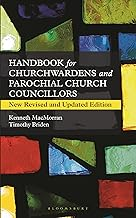 HANDBOOK for
CHURCHWARDENS and
PAROCHIAL CHURCH
COUNCILLORS
New Revised and Updated Edition
Kenneth MacMorran
Timothy Briden
BLOOMSBURY